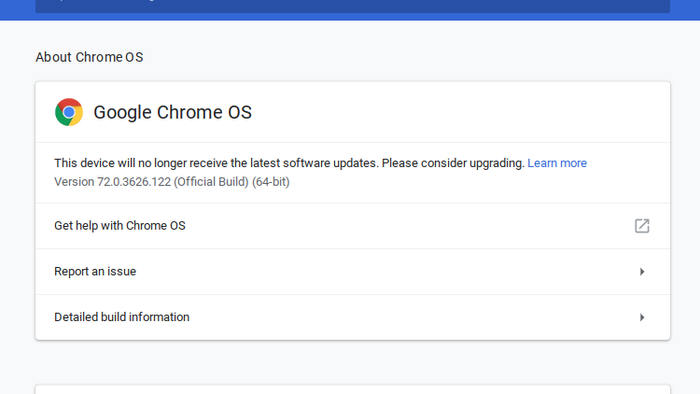 About Chrome OS
Google Chrome OS
This device will no longer receive the latest software updates. Please consider upgrading. Learn more
Version 72.0.3626.122 (Official Build) (64-bit)
Get help with Chrome OS
Report an issue
Detailed build information